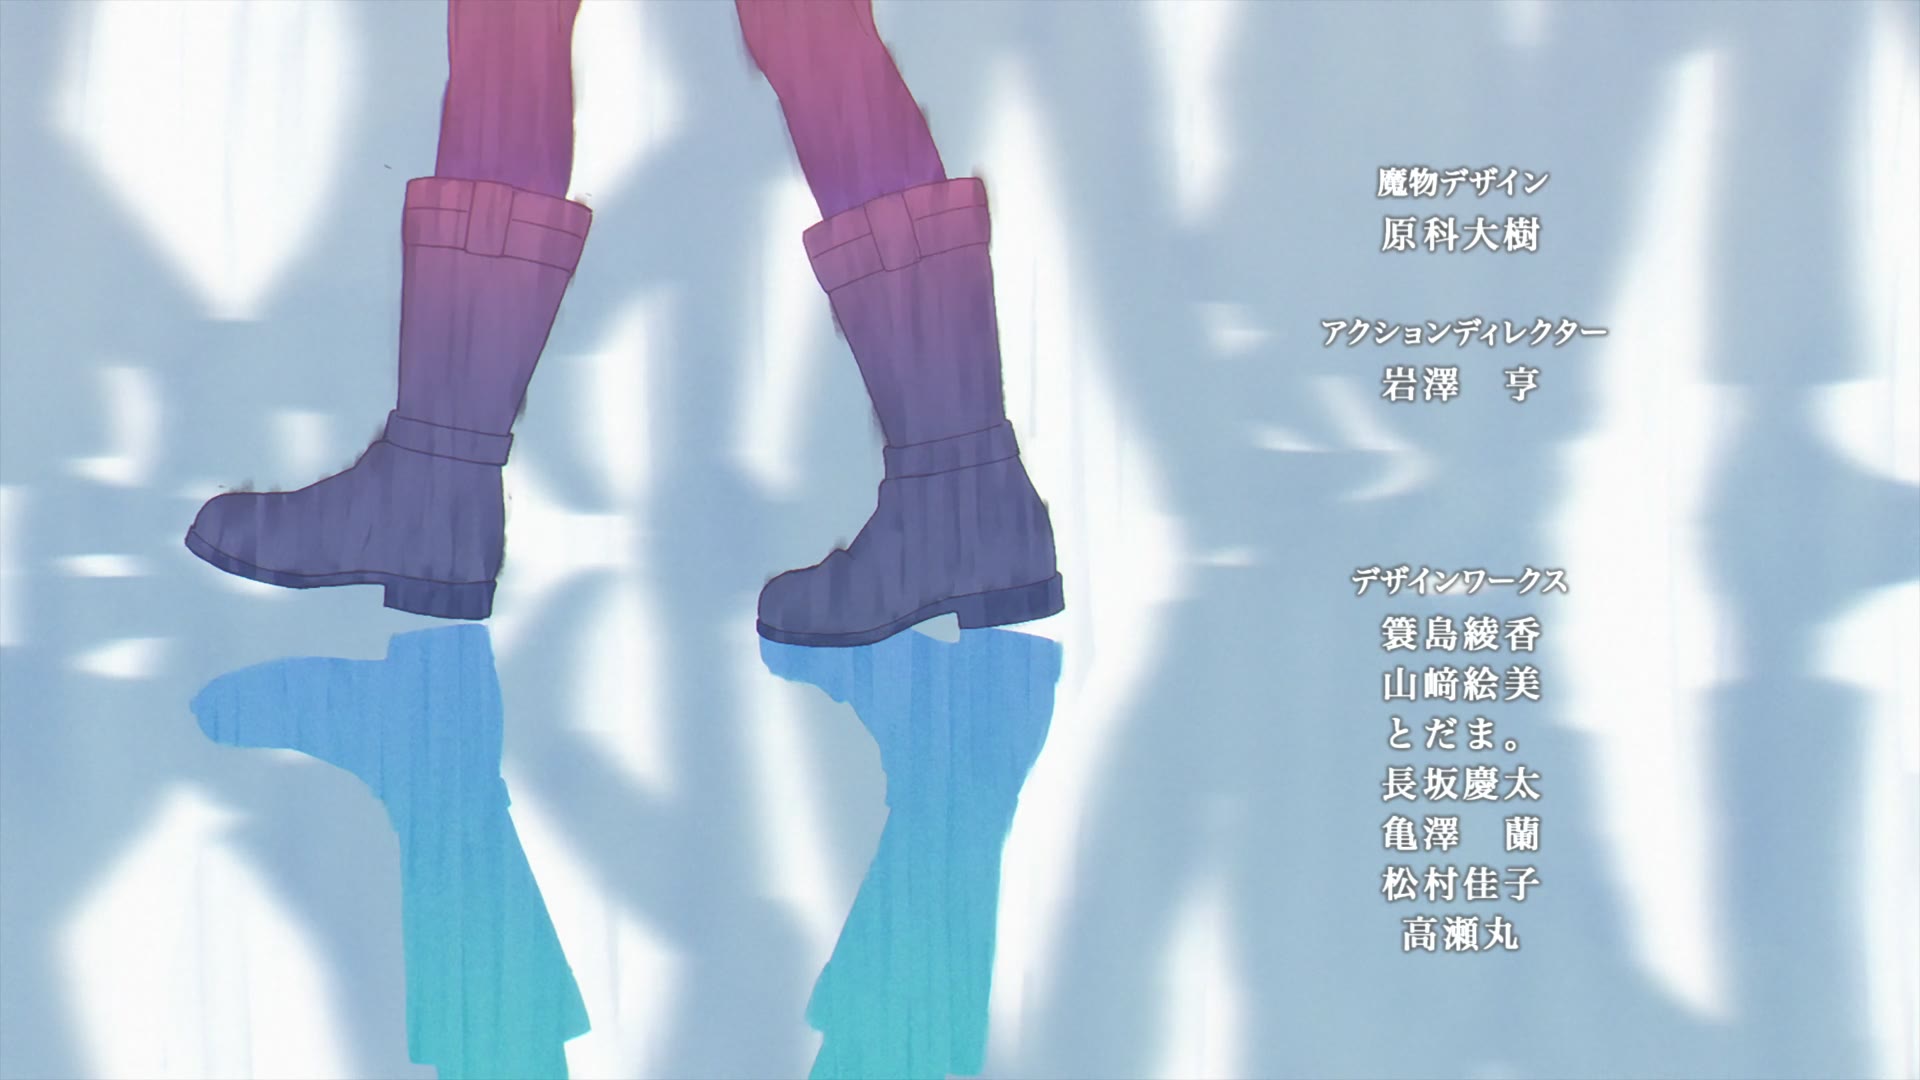 魔物デザイン
原科大樹
アクションディレクター
岩澤　亨
デザインワークス
簑島綾香
山﨑絵美
とだま。
長坂慶太
亀澤　蘭
松村佳子
高瀬丸